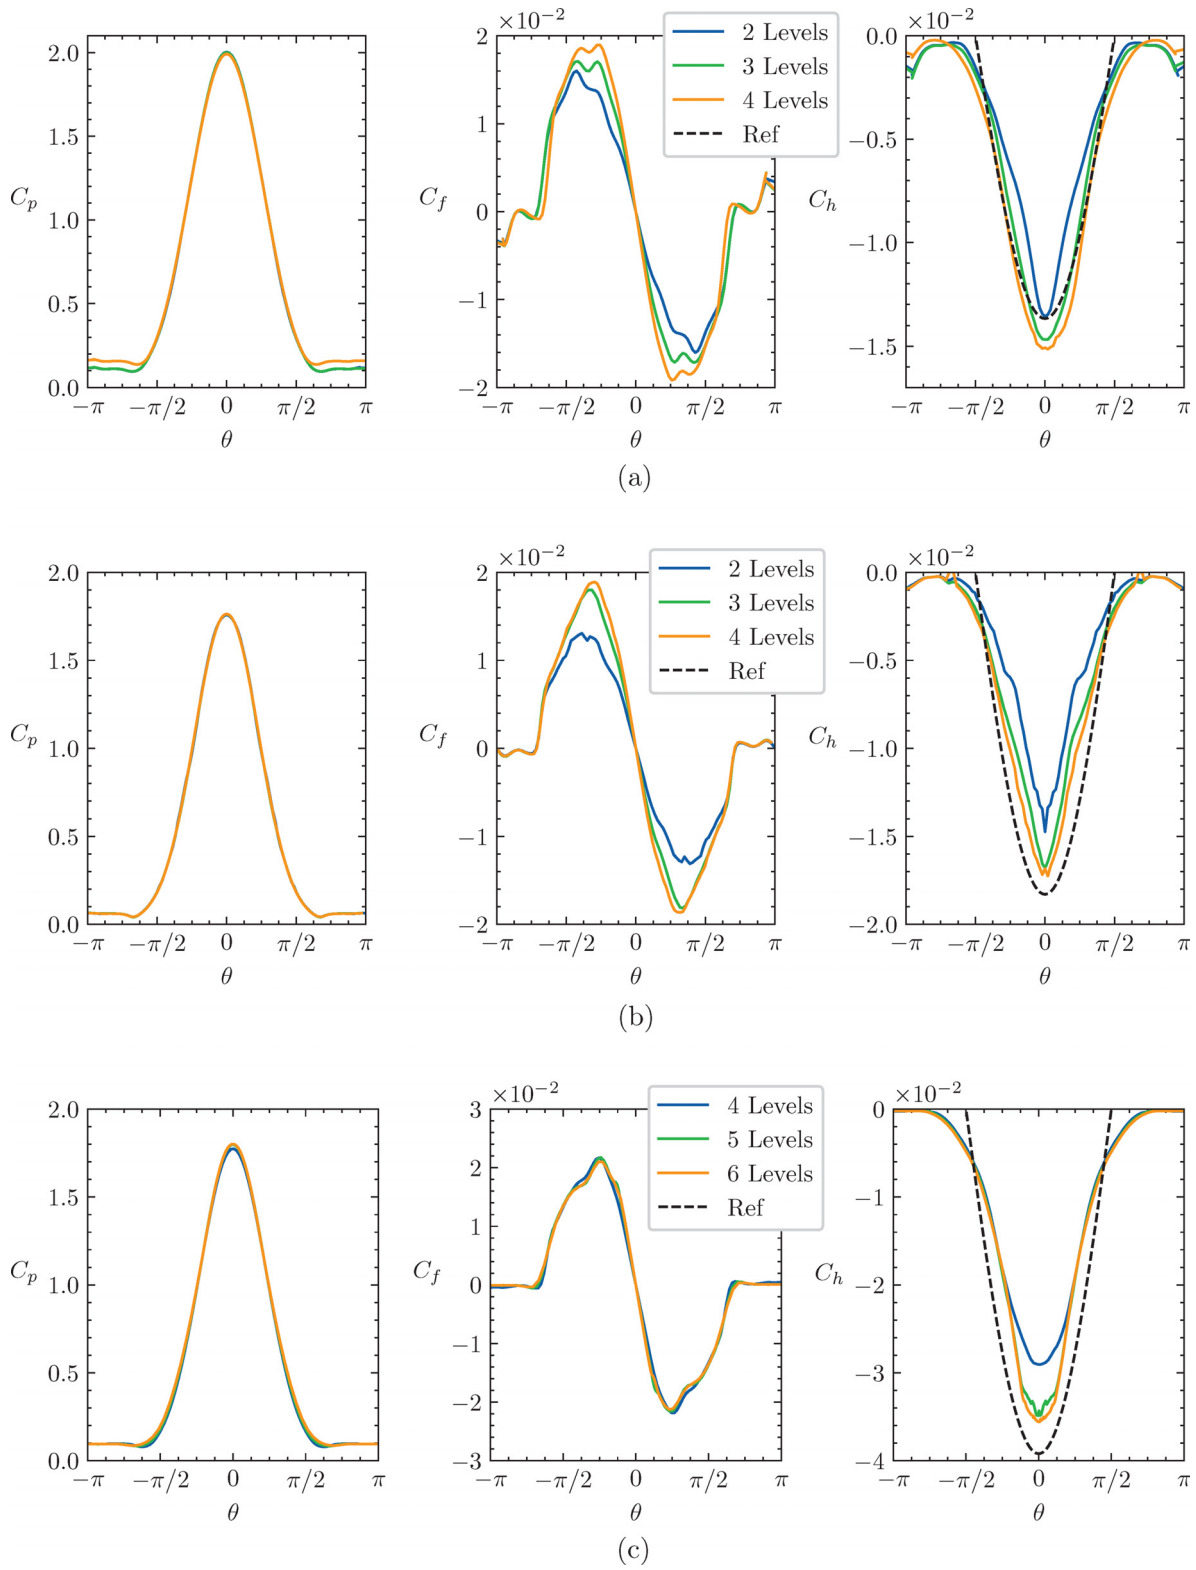 ×10⁻² ×10⁻²
2.0 2 0.0
2 Levels
3 Levels
4 Levels
Ref
1.5 1 −0.5
C_p 1.0 C_f 0 C_h −1.0
0.5 −1 −1.5
0.0 −2
−π −π/2 0 π/2 π −π −π/2 0 π/2 π −π −π/2 0 π/2 π
θ θ θ
(a)
×10⁻² ×10⁻²
2.0 2 0.0
2 Levels
3 Levels
4 Levels
Ref
1.5 1 −0.5
C_p 1.0 C_f 0 C_h −1.0
0.5 −1 −1.5
0.0 −2 −2.0
−π −π/2 0 π/2 π −π −π/2 0 π/2 π −π −π/2 0 π/2 π
θ θ θ
(b)
×10⁻² ×10⁻²
2.0 3 0
4 Levels
5 Levels
6 Levels
Ref
1.5 2 −1
1
C_p 1.0 C_f 0 C_h −2
−1
0.5 −2 −3
0.0 −3 −4
−π −π/2 0 π/2 π −π −π/2 0 π/2 π −π −π/2 0 π/2 π
θ θ θ
(c)